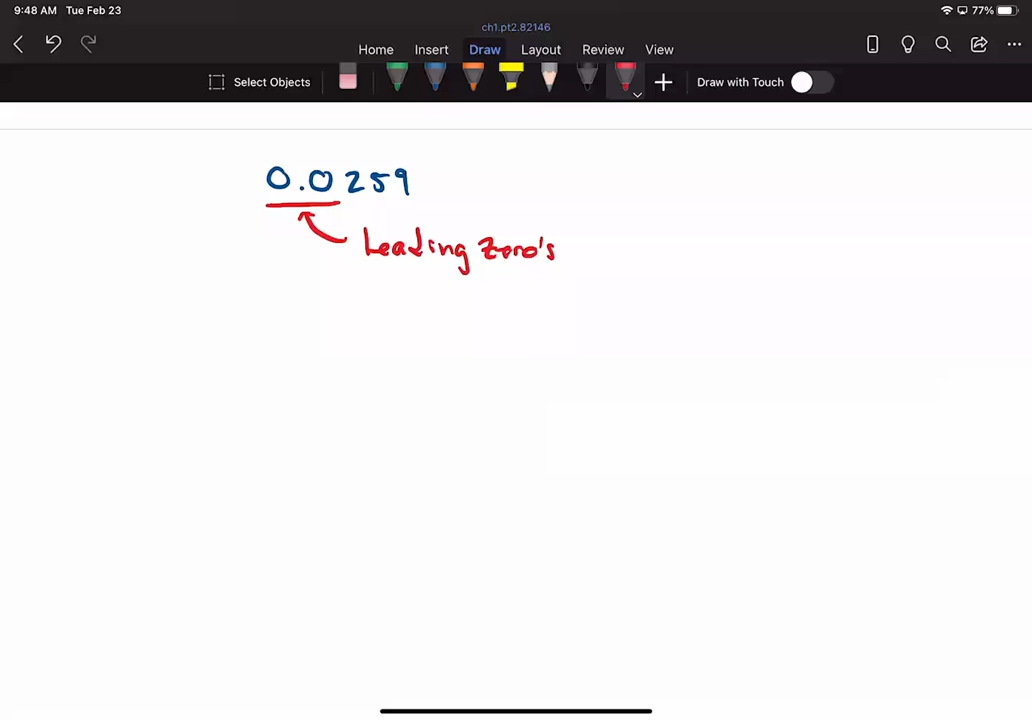 9:48 AM Tue Feb 23 77%
ch1.pt2.82146
Home Insert Draw Layout Review View
Select Objects Draw with Touch
0.0259
Leading Zero's